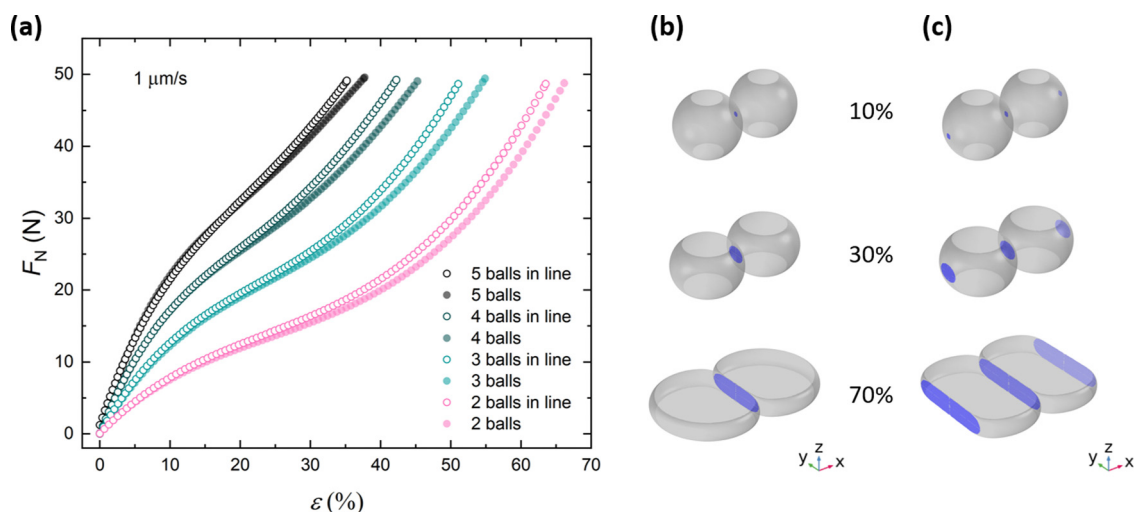 (a)
(b)
(c)
1 μm/s
F_N (N)
50
40
30
20
10
0
0 10 20 30 40 50 60 70
ε (%)
5 balls in line
5 balls
4 balls in line
4 balls
3 balls in line
3 balls
2 balls in line
2 balls
10%
30%
70%
y z x
y z x